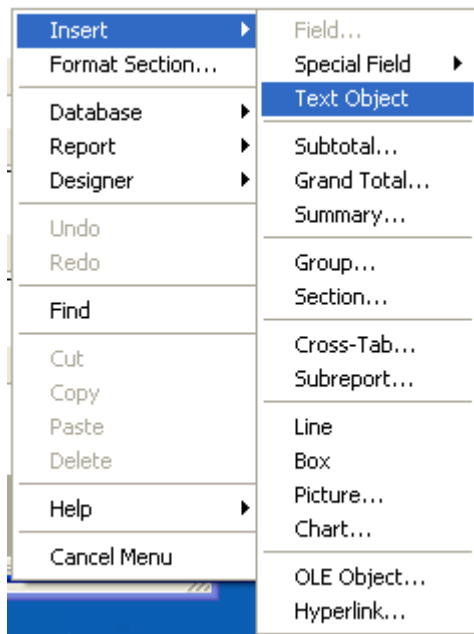 Insert
Format Section...
Database
Report
Designer
Undo
Redo
Find
Cut
Copy
Paste
Delete
Help
Cancel Menu
Field...
Special Field
Text Object
Subtotal...
Grand Total...
Summary...
Group...
Section...
Cross-Tab...
Subreport...
Line
Box
Picture...
Chart...
OLE Object...
Hyperlink...